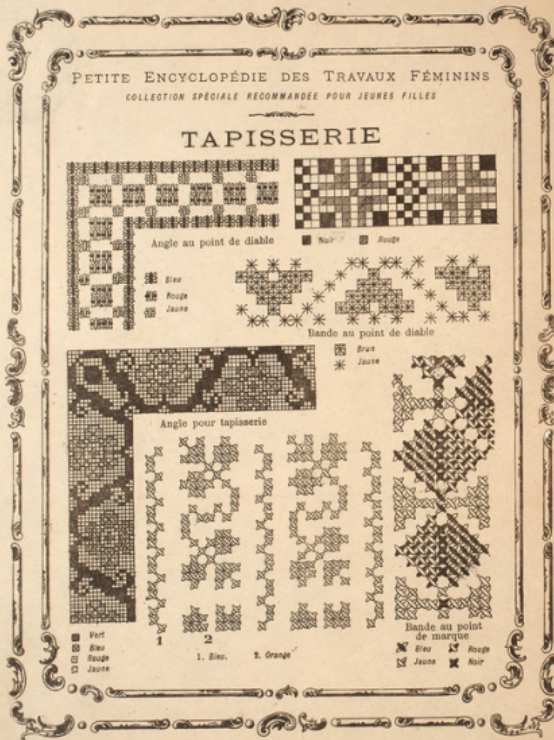 PETITE ENCYCLOPÉDIE DES TRAVAUX FÉMININS
COLLECTION SPÉCIALE RECOMMANDÉE POUR JEUNES FILLES
TAPISSERIE
Angle au point de diable
Noir Rouge
Bleu
Rouge
Jaune
Bande au point de diable
Brun
Jaune
Angle pour tapisserie
Vert
Bleu
Rouge
Jaune
1 2
1. Bleu. 2. Orange
Bande au point
de marque
Bleu Rouge
Jaune Noir